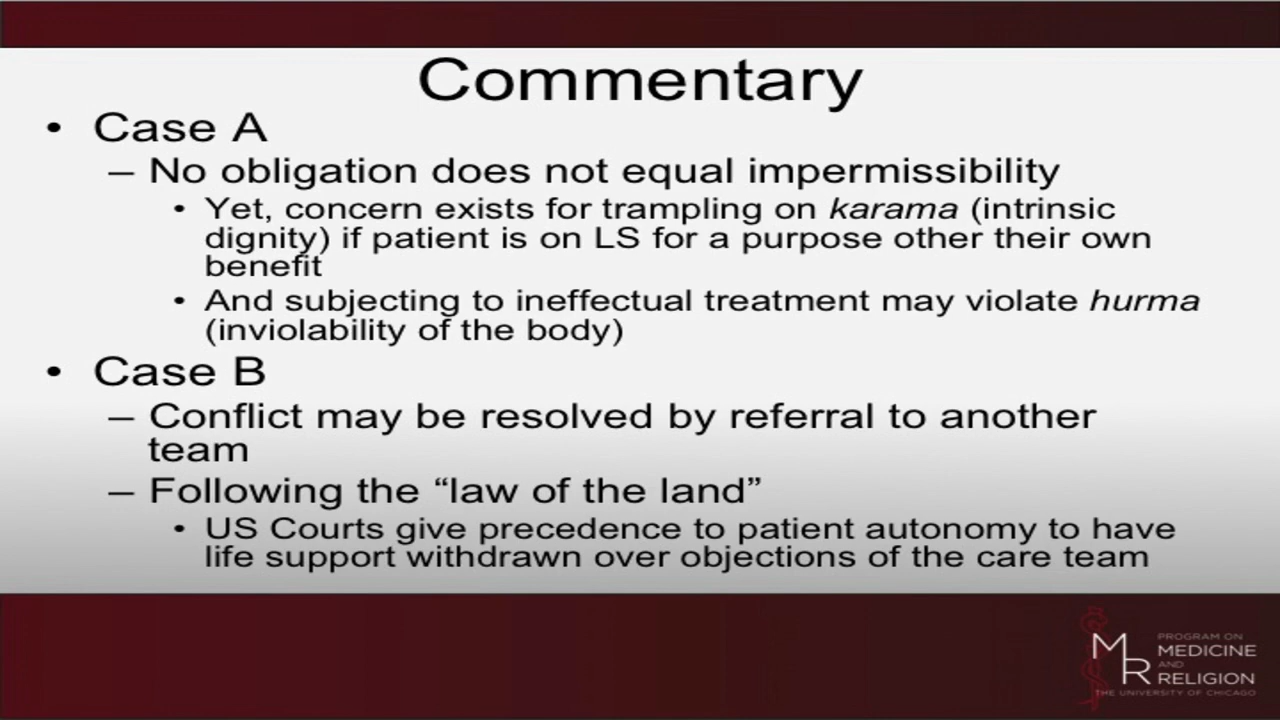 Commentary
• Case A
– No obligation does not equal impermissibility
• Yet, concern exists for trampling on karama (intrinsic
dignity) if patient is on LS for a purpose other their own
benefit
• And subjecting to ineffectual treatment may violate hurma
(inviolability of the body)
• Case B
– Conflict may be resolved by referral to another
team
– Following the “law of the land”
• US Courts give precedence to patient autonomy to have
life support withdrawn over objections of the care team
MR
PROGRAM ON
MEDICINE
AND
RELIGION
THE UNIVERSITY OF CHICAGO